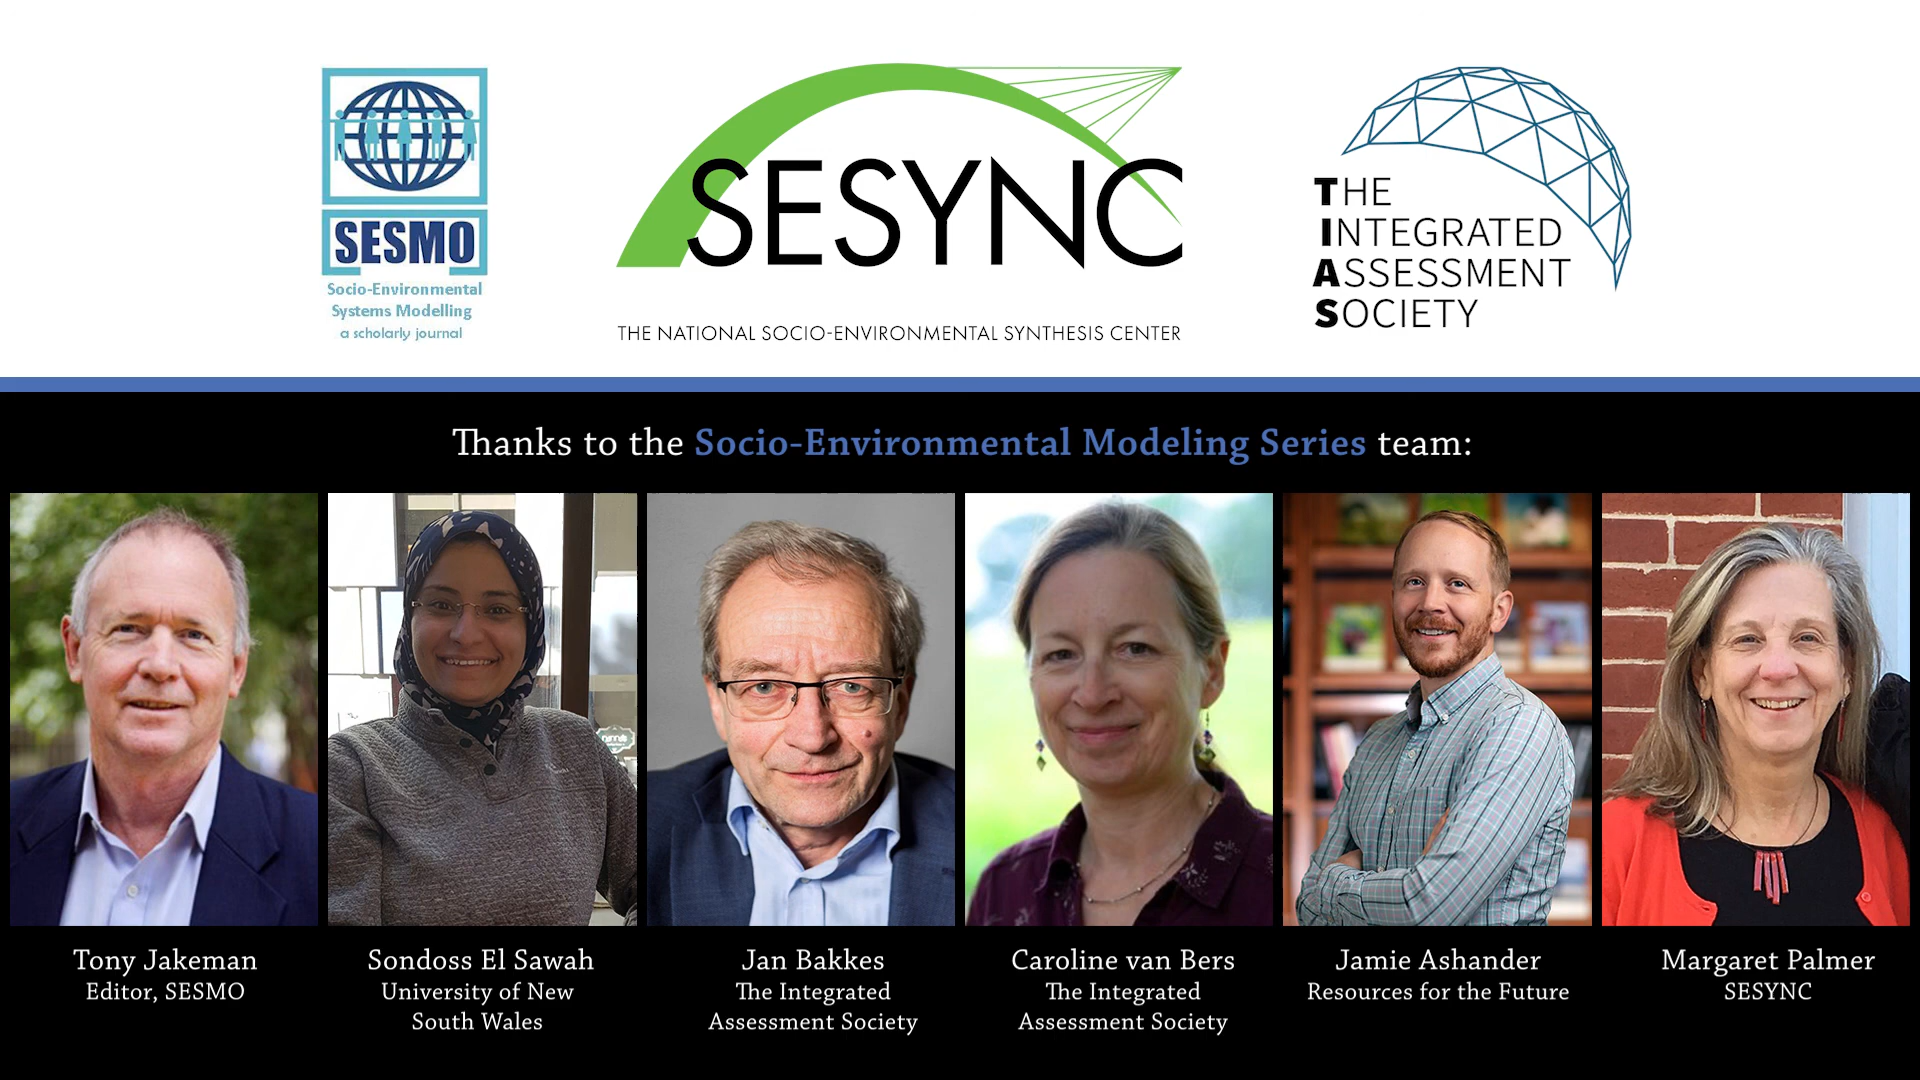 SESMO
Socio-Environmental
Systems Modelling
a scholarly journal
SESYNC
THE NATIONAL SOCIO-ENVIRONMENTAL SYNTHESIS CENTER
THE
INTEGRATED
ASSESSMENT
SOCIETY
Thanks to the Socio-Environmental Modeling Series team:
Tony Jakeman
Editor, SESMO
Sondoss El Sawah
University of New
South Wales
Jan Bakkes
The Integrated
Assessment Society
Caroline van Bers
The Integrated
Assessment Society
Jamie Ashander
Resources for the Future
Margaret Palmer
SESYNC